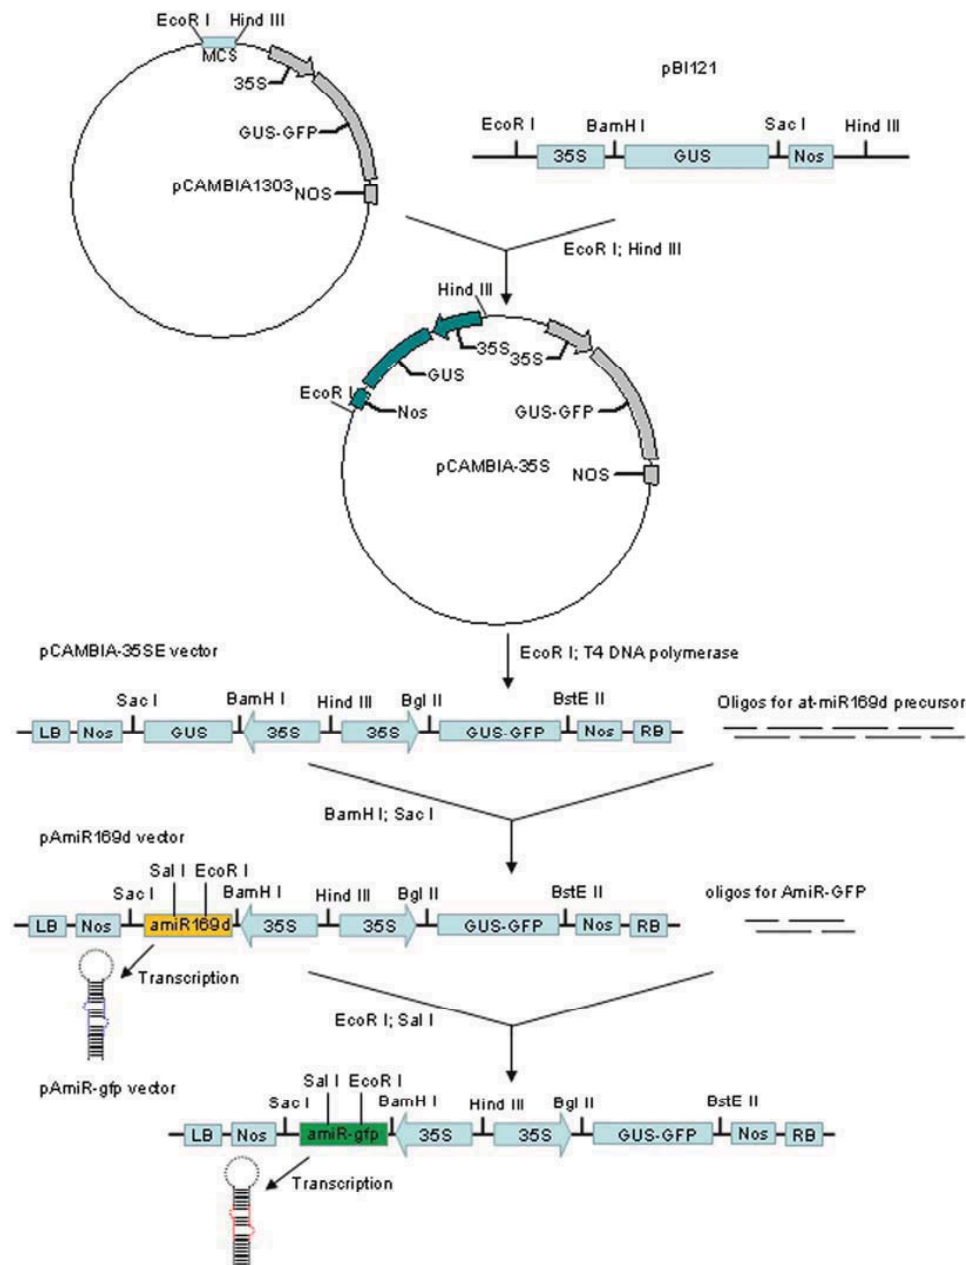 EcoR I Hind III
MCS
35S
GUS-GFP
pCAMBIA1303
NOS
pBI121
EcoR I BamH I Sac I Hind III
35S GUS Nos
EcoR I; Hind III
Hind III
35S 35S
GUS
EcoR I
Nos
GUS-GFP
pCAMBIA-35S
NOS
EcoR I; T4 DNA polymerase
pCAMBIA-35SE vector
Sac I BamH I Hind III Bgl II BstE II
LB Nos GUS 35S 35S GUS-GFP Nos RB
Oligos for at-miR169d precursor
BamH I; Sac I
pAmiR169d vector
Sal I EcoR I
Sac I BamH I Hind III Bgl II BstE II
LB Nos amiR169d 35S 35S GUS-GFP Nos RB
oligos for AmiR-GFP
Transcription
EcoR I; Sal I
pAmiR-gfp vector
Sal I EcoR I
Sac I BamH I Hind III Bgl II BstE II
LB Nos amiR-gfp 35S 35S GUS-GFP Nos RB
Transcription